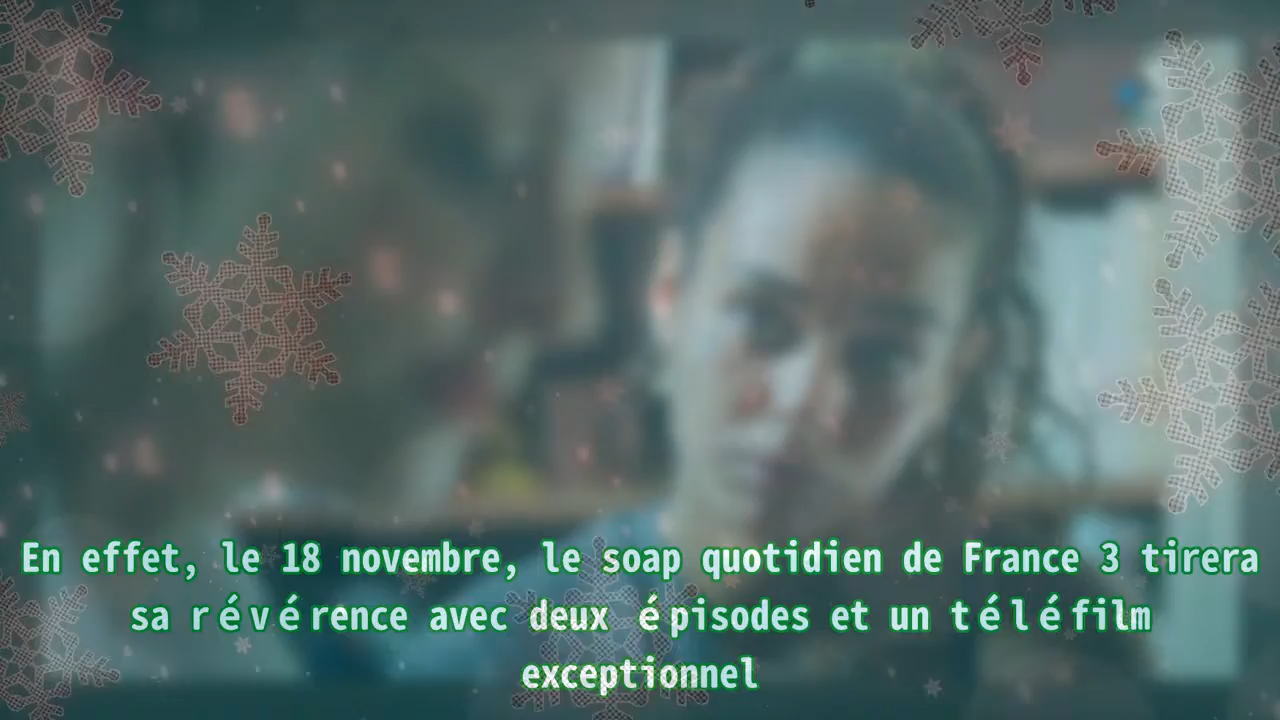 En effet, le 18 novembre, le soap quotidien de France 3 tirera
sa révérence avec deux épisodes et un téléfilm
exceptionnel